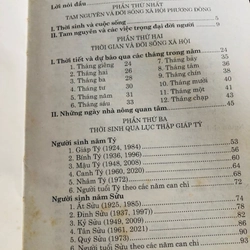 Lời nói đầu
PHẦN THỨ NHẤT
TAM NGUYÊN VÀ ĐỜI SỐNG XÃ HỘI PHƯƠNG ĐÔNG
I. Thời sinh và cuộc sống
II. Tam nguyên và các việc trọng đại đời người 9
PHẦN THỨ HAI
THỜI GIAN VÀ ĐỜI SỐNG XÃ HỘI
I. Thời tiết và dự báo qua các tháng trong năm
1. Tháng giêng 7. Tháng bảy
2. Tháng hai 8. Tháng tám
3. Tháng ba 9. Tháng chín
4. Tháng tư 10. Tháng mười
5. Tháng năm 11. Tháng một
6. Tháng sáu 12. Tháng chạp
II. Những ngày nhà nông quan tâm
PHẦN THỨ BA
THỜI SINH QUA LỤC THẬP GIÁP TÝ
Người sinh năm Tý 53
1. Giáp Tý (1924, 1984) 56
2. Bính Tý (1936, 1996) 60
3. Mậu Tý (1948, 2008) 64
4. Canh Tý (1960, 2020) 68
5. Nhâm Tý (1972) 72
6. Người tuổi Tý theo các năm can chi
Người sinh năm Sửu
1. Ất Sửu (1925, 1985)
2. Đinh Sửu (1937, 1997)
3. Kỷ Sửu (1949, 2009)
4. Tân Sửu (1961, 2021)
5. Quý Sửu (1973)
6. Người tuổi Sửu theo các năm can